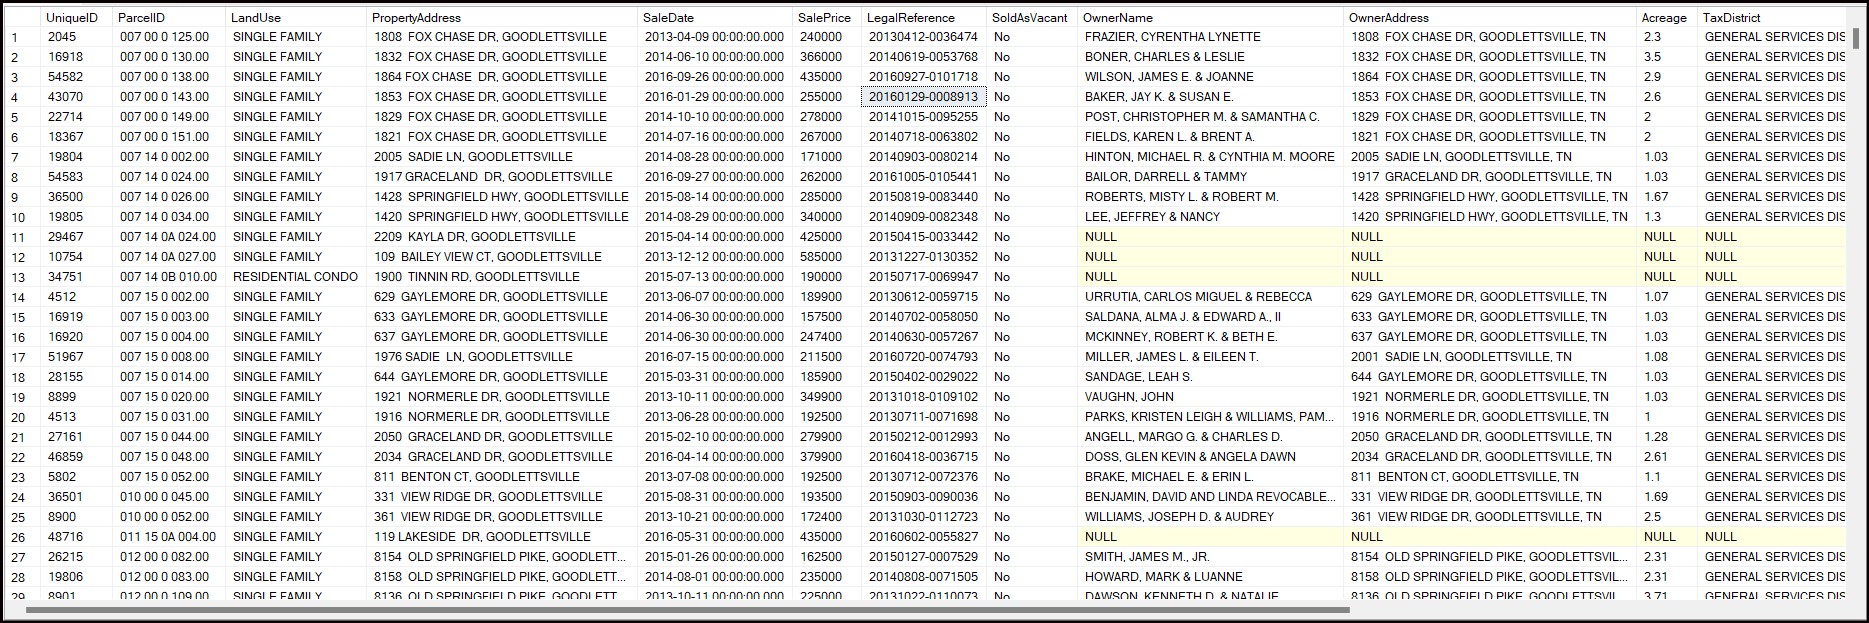 UniqueID ParcelID LandUse PropertyAddress SaleDate SalePrice LegalReference SoldAsVacant OwnerName OwnerAddress Acreage TaxDistrict
1 2045 007 00 0 125.00 SINGLE FAMILY 1808 FOX CHASE DR, GOODLETTSVILLE 2013-04-09 00:00:00.000 240000 20130412-0036474 No FRAZIER, CYRENTHA LYNETTE 1808 FOX CHASE DR, GOODLETTSVILLE, TN 2.3 GENERAL SERVICES DIS
2 16918 007 00 0 130.00 SINGLE FAMILY 1832 FOX CHASE DR, GOODLETTSVILLE 2014-06-10 00:00:00.000 366000 20140619-0053768 No BONER, CHARLES & LESLIE 1832 FOX CHASE DR, GOODLETTSVILLE, TN 3.5 GENERAL SERVICES DIS
3 54582 007 00 0 138.00 SINGLE FAMILY 1864 FOX CHASE DR, GOODLETTSVILLE 2016-09-26 00:00:00.000 435000 20160927-0101718 No WILSON, JAMES E. & JOANNE 1864 FOX CHASE DR, GOODLETTSVILLE, TN 2.9 GENERAL SERVICES DIS
4 43070 007 00 0 143.00 SINGLE FAMILY 1853 FOX CHASE DR, GOODLETTSVILLE 2016-01-29 00:00:00.000 255000 20160129-0008913 No BAKER, JAY K. & SUSAN E. 1853 FOX CHASE DR, GOODLETTSVILLE, TN 2.6 GENERAL SERVICES DIS
5 22714 007 00 0 149.00 SINGLE FAMILY 1829 FOX CHASE DR, GOODLETTSVILLE 2014-10-10 00:00:00.000 278000 20141015-0095255 No POST, CHRISTOPHER M. & SAMANTHA C. 1829 FOX CHASE DR, GOODLETTSVILLE, TN 2 GENERAL SERVICES DIS
6 18367 007 00 0 151.00 SINGLE FAMILY 1821 FOX CHASE DR, GOODLETTSVILLE 2014-07-16 00:00:00.000 267000 20140718-0063802 No FIELDS, KAREN L. & BRENT A. 1821 FOX CHASE DR, GOODLETTSVILLE, TN 2 GENERAL SERVICES DIS
7 19804 007 14 0 002.00 SINGLE FAMILY 2005 SADIE LN, GOODLETTSVILLE 2014-08-28 00:00:00.000 171000 20140903-0080214 No HINTON, MICHAEL R. & CYNTHIA M. MOORE 2005 SADIE LN, GOODLETTSVILLE, TN 1.03 GENERAL SERVICES DIS
8 54583 007 14 0 024.00 SINGLE FAMILY 1917 GRACELAND DR, GOODLETTSVILLE 2016-09-27 00:00:00.000 262000 20161005-0105441 No BAILOR, DARRELL & TAMMY 1917 GRACELAND DR, GOODLETTSVILLE, TN 1.03 GENERAL SERVICES DIS
9 36500 007 14 0 026.00 SINGLE FAMILY 1428 SPRINGFIELD HWY, GOODLETTSVILLE 2015-08-14 00:00:00.000 285000 20150819-0083440 No ROBERTS, MISTY L. & ROBERT M. 1428 SPRINGFIELD HWY, GOODLETTSVILLE, TN 1.67 GENERAL SERVICES DIS
10 19805 007 14 0 034.00 SINGLE FAMILY 1420 SPRINGFIELD HWY, GOODLETTSVILLE 2014-08-29 00:00:00.000 340000 20140909-0082348 No LEE, JEFFREY & NANCY 1420 SPRINGFIELD HWY, GOODLETTSVILLE, TN 1.3 GENERAL SERVICES DIS
11 29467 007 14 0A 024.00 SINGLE FAMILY 2209 KAYLA DR, GOODLETTSVILLE 2015-04-14 00:00:00.000 425000 20150415-0033442 No NULL NULL NULL NULL
12 10754 007 14 0A 027.00 SINGLE FAMILY 109 BAILEY VIEW CT, GOODLETTSVILLE 2013-12-12 00:00:00.000 585000 20131227-0130352 No NULL NULL NULL NULL
13 34751 007 14 0B 010.00 RESIDENTIAL CONDO 1900 TINNIN RD, GOODLETTSVILLE 2015-07-13 00:00:00.000 190000 20150717-0069947 No NULL NULL NULL NULL
14 4512 007 15 0 002.00 SINGLE FAMILY 629 GAYLEMORE DR, GOODLETTSVILLE 2013-06-07 00:00:00.000 189900 20130612-0059715 No URRUTIA, CARLOS MIGUEL & REBECCA 629 GAYLEMORE DR, GOODLETTSVILLE, TN 1.07 GENERAL SERVICES DIS
15 16919 007 15 0 003.00 SINGLE FAMILY 633 GAYLEMORE DR, GOODLETTSVILLE 2014-06-30 00:00:00.000 157500 20140702-0058050 No SALDANA, ALMA J. & EDWARD A., II 633 GAYLEMORE DR, GOODLETTSVILLE, TN 1.03 GENERAL SERVICES DIS
16 16920 007 15 0 004.00 SINGLE FAMILY 637 GAYLEMORE DR, GOODLETTSVILLE 2014-06-30 00:00:00.000 247400 20140630-0057267 No MCKINNEY, ROBERT K. & BETH E. 637 GAYLEMORE DR, GOODLETTSVILLE, TN 1.03 GENERAL SERVICES DIS
17 51967 007 15 0 008.00 SINGLE FAMILY 1976 SADIE LN, GOODLETTSVILLE 2016-07-15 00:00:00.000 211500 20160720-0074793 No MILLER, JAMES L. & EILEEN T. 2001 SADIE LN, GOODLETTSVILLE, TN 1.08 GENERAL SERVICES DIS
18 28155 007 15 0 014.00 SINGLE FAMILY 644 GAYLEMORE DR, GOODLETTSVILLE 2015-03-31 00:00:00.000 185900 20150402-0029022 No SANDAGE, LEAH S. 644 GAYLEMORE DR, GOODLETTSVILLE, TN 1.03 GENERAL SERVICES DIS
19 8899 007 15 0 020.00 SINGLE FAMILY 1921 NORMERLE DR, GOODLETTSVILLE 2013-10-11 00:00:00.000 349900 20131018-0109102 No VAUGHN, JOHN 1921 NORMERLE DR, GOODLETTSVILLE, TN 1.03 GENERAL SERVICES DIS
20 4513 007 15 0 031.00 SINGLE FAMILY 1916 NORMERLE DR, GOODLETTSVILLE 2013-06-28 00:00:00.000 192500 20130711-0071698 No PARKS, KRISTEN LEIGH & WILLIAMS, PAM... 1916 NORMERLE DR, GOODLETTSVILLE, TN 1 GENERAL SERVICES DIS
21 27161 007 15 0 044.00 SINGLE FAMILY 2050 GRACELAND DR, GOODLETTSVILLE 2015-02-10 00:00:00.000 279900 20150212-0012993 No ANGELL, MARGO G. & CHARLES D. 2050 GRACELAND DR, GOODLETTSVILLE, TN 1.28 GENERAL SERVICES DIS
22 46859 007 15 0 048.00 SINGLE FAMILY 2034 GRACELAND DR, GOODLETTSVILLE 2016-04-14 00:00:00.000 379900 20160418-0036715 No DOSS, GLEN KEVIN & ANGELA DAWN 2034 GRACELAND DR, GOODLETTSVILLE, TN 2.61 GENERAL SERVICES DIS
23 5802 007 15 0 052.00 SINGLE FAMILY 811 BENTON CT, GOODLETTSVILLE 2013-07-08 00:00:00.000 192500 20130712-0072376 No BRAKE, MICHAEL E. & ERIN L. 811 BENTON CT, GOODLETTSVILLE, TN 1.1 GENERAL SERVICES DIS
24 36501 010 00 0 045.00 SINGLE FAMILY 331 VIEW RIDGE DR, GOODLETTSVILLE 2015-08-31 00:00:00.000 193500 20150903-0090036 No BENJAMIN, DAVID AND LINDA REVOCABLE... 331 VIEW RIDGE DR, GOODLETTSVILLE, TN 1.69 GENERAL SERVICES DIS
25 8900 010 00 0 052.00 SINGLE FAMILY 361 VIEW RIDGE DR, GOODLETTSVILLE 2013-10-21 00:00:00.000 172400 20131030-0112723 No WILLIAMS, JOSEPH D. & AUDREY 361 VIEW RIDGE DR, GOODLETTSVILLE, TN 2.5 GENERAL SERVICES DIS
26 48716 011 15 0A 004.00 SINGLE FAMILY 119 LAKESIDE DR, GOODLETTSVILLE 2016-05-31 00:00:00.000 435000 20160602-0055827 No NULL NULL NULL NULL
27 26215 012 00 0 082.00 SINGLE FAMILY 8154 OLD SPRINGFIELD PIKE, GOODLETT... 2015-01-26 00:00:00.000 162500 20150127-0007529 No SMITH, JAMES M., JR. 8154 OLD SPRINGFIELD PIKE, GOODLETTSVIL... 2.31 GENERAL SERVICES DIS
28 19806 012 00 0 083.00 SINGLE FAMILY 8158 OLD SPRINGFIELD PIKE, GOODLETT... 2014-08-01 00:00:00.000 235000 20140808-0071505 No HOWARD, MARK & LUANNE 8158 OLD SPRINGFIELD PIKE, GOODLETTSVIL... 2.31 GENERAL SERVICES DIS
29 8901 012 00 0 109.00 SINGLE FAMILY 8136 OLD SPRINGFIELD PIKE, GOODLETT... 2013-10-11 00:00:00.000 225000 20131022-0110073 No DAWSON, KENNETH D. & NATALIE 8136 OLD SPRINGFIELD PIKE, GOODLETTSVIL... 3.71 GENERAL SERVICES DIS